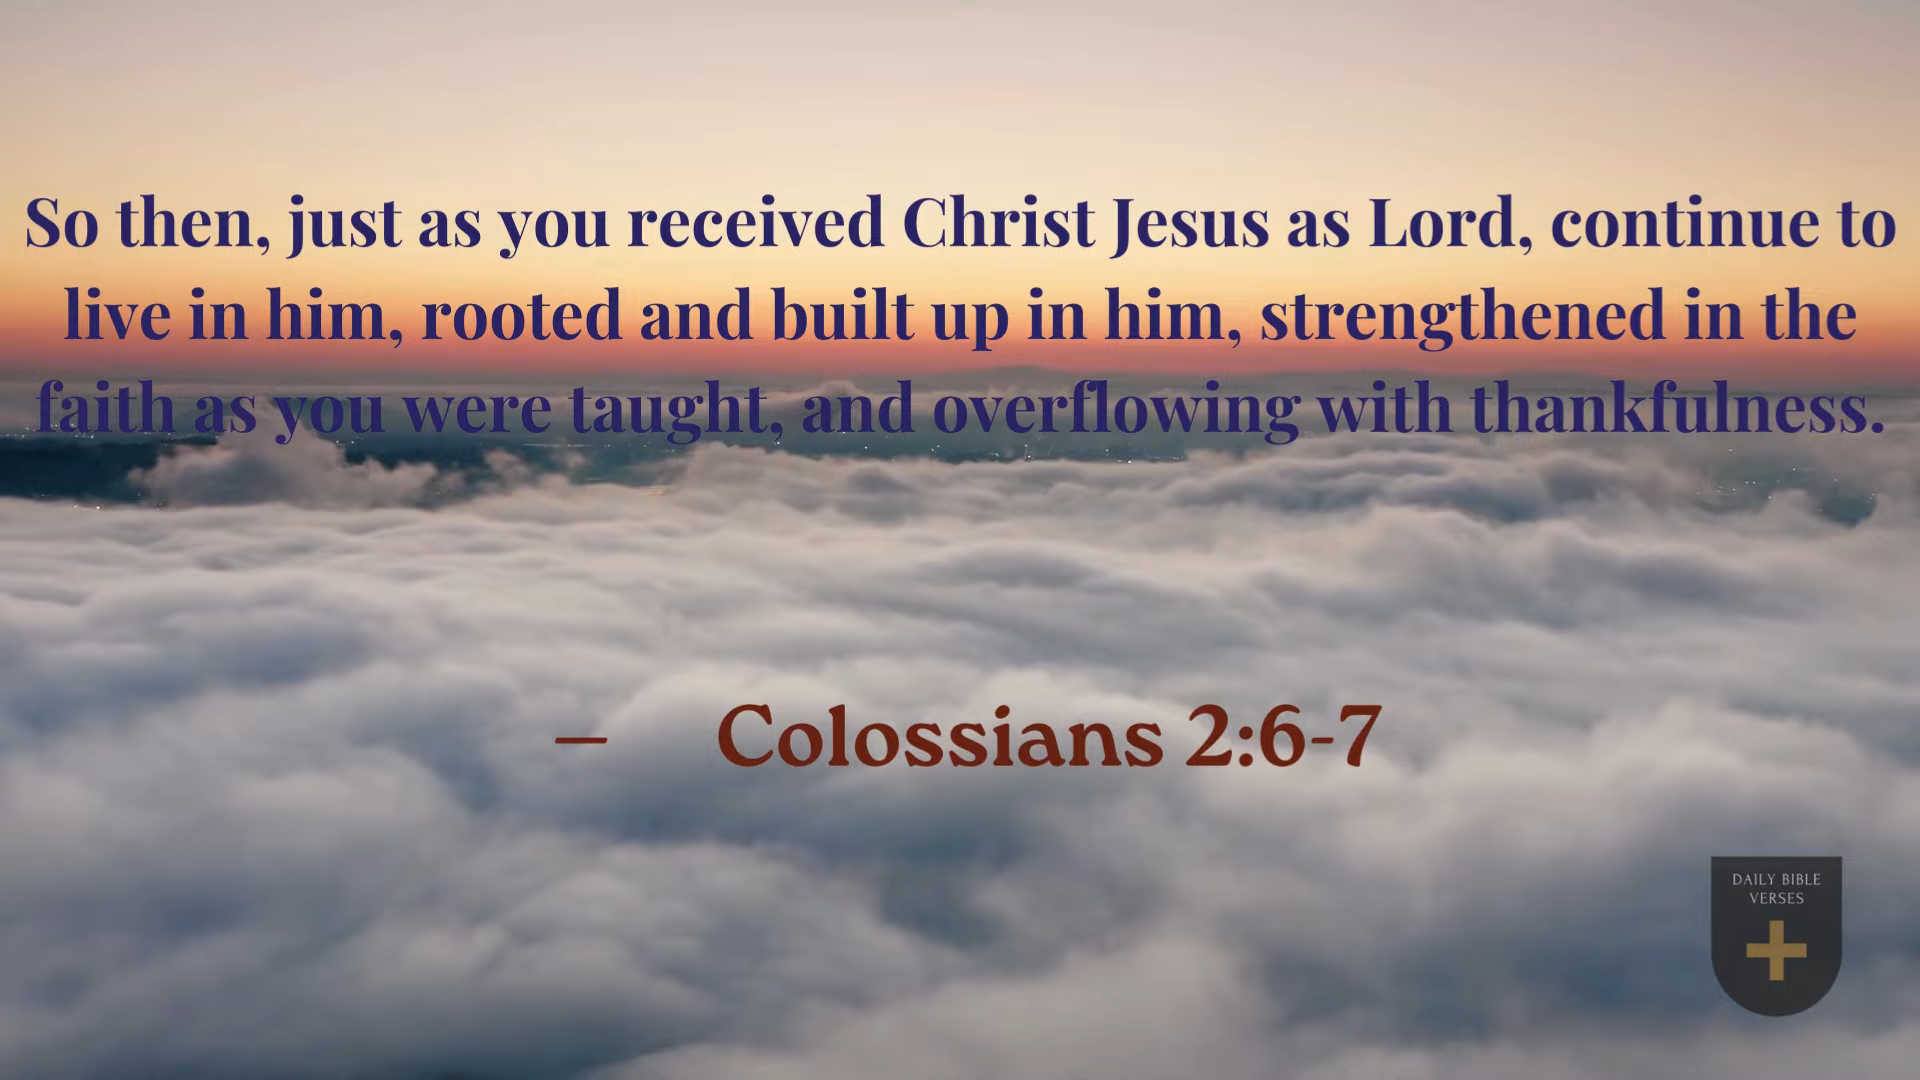 So then, just as you received Christ Jesus as Lord, continue to
live in him, rooted and built up in him, strengthened in the
faith as you were taught, and overflowing with thankfulness.
– Colossians 2:6-7
DAILY BIBLE
VERSES